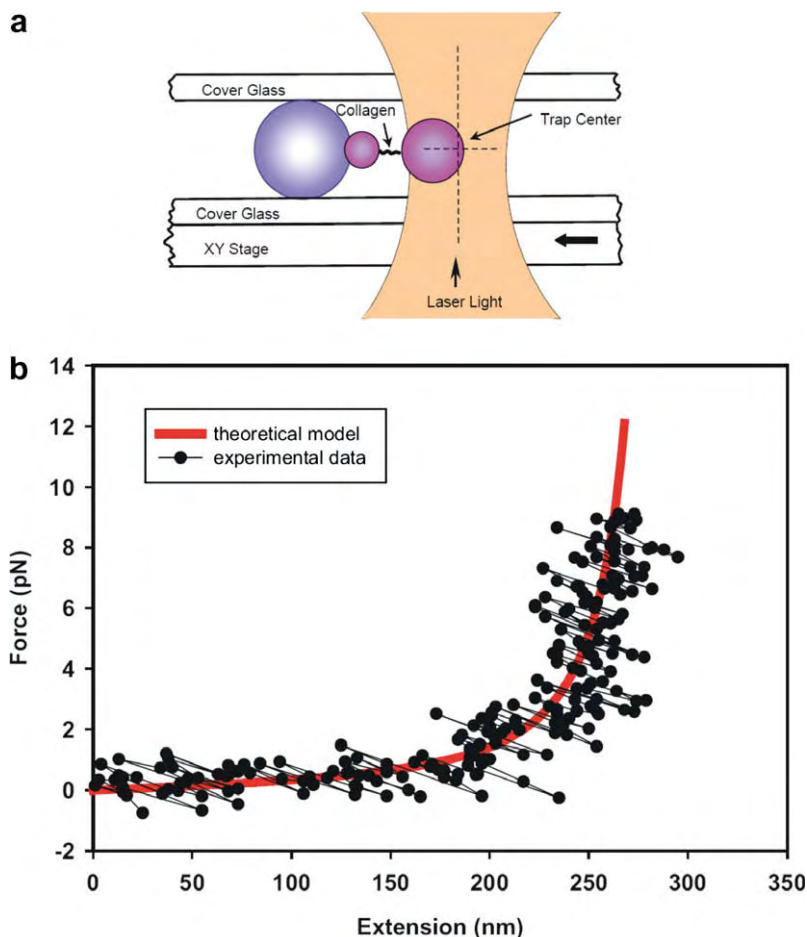 a
Cover Glass
Collagen
Trap Center
Cover Glass
XY Stage
Laser Light
b
14
12
10
8
6
4
2
0
-2
Force (pN)
theoretical model
experimental data
0 50 100 150 200 250 300 350
Extension (nm)